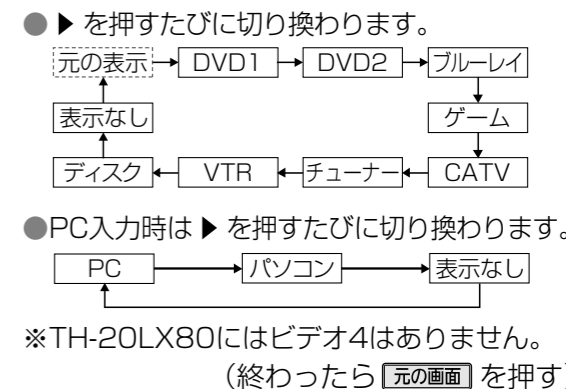 ● ▶ を押すたびに切り換わります。
元の表示 DVD1 DVD2 ブルーレイ
表示なし ゲーム
ディスク VTR チューナー CATV
●PC入力時は ▶ を押すたびに切り換わります。
PC パソコン 表示なし
※TH-20LX80にはビデオ4はありません。
(終わったら 元の画面 を押す)